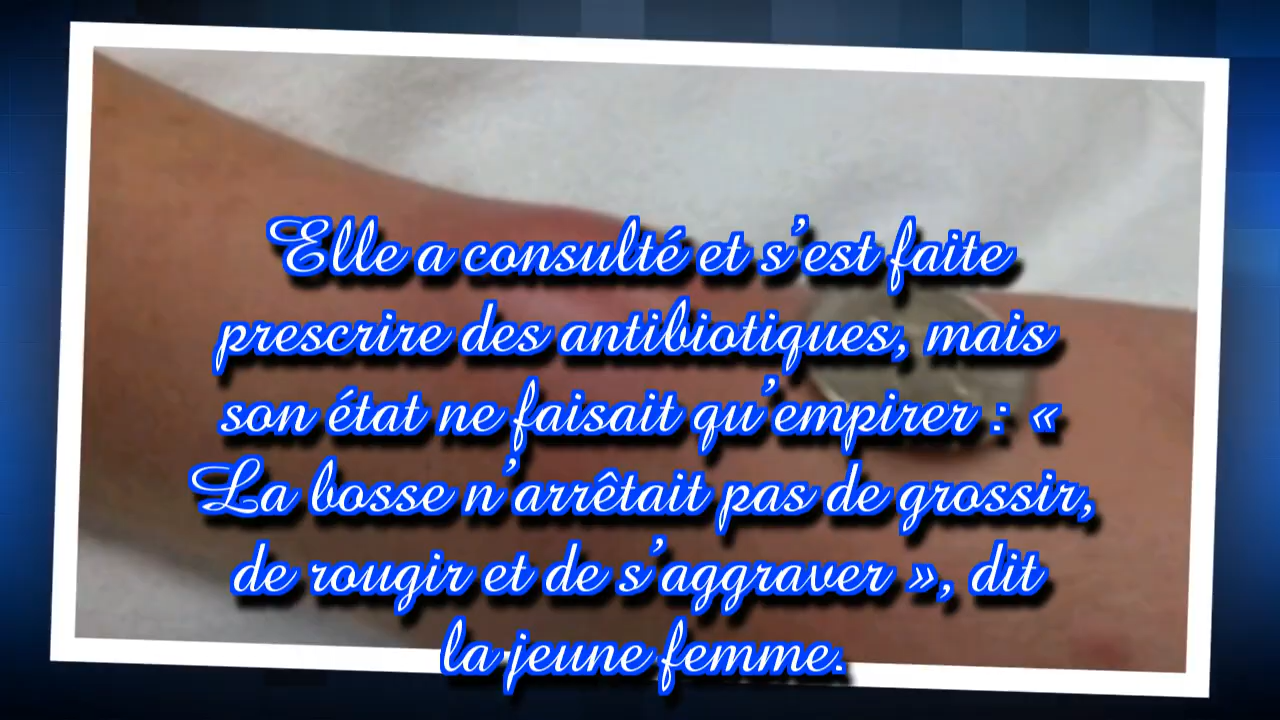 Elle a consulté et s’est faite
prescrire des antibiotiques, mais
son état ne faisait qu’empirer : «
La bosse n’arrêtait pas de grossir,
de rougir et de s’aggraver », dit
la jeune femme.